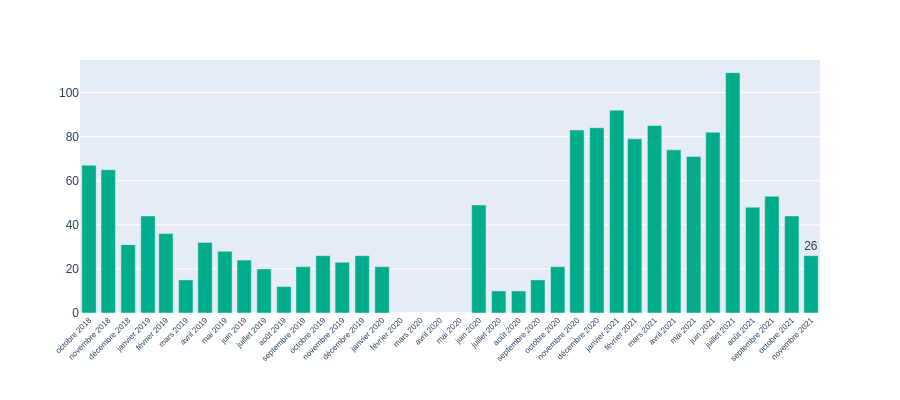 100
80
60
40
20
0
26
octobre 2018
novembre 2018
décembre 2018
janvier 2019
février 2019
mars 2019
avril 2019
mai 2019
juin 2019
juillet 2019
août 2019
septembre 2019
octobre 2019
novembre 2019
décembre 2019
janvier 2020
février 2020
mars 2020
avril 2020
mai 2020
juin 2020
juillet 2020
août 2020
septembre 2020
octobre 2020
novembre 2020
décembre 2020
janvier 2021
février 2021
mars 2021
avril 2021
mai 2021
juin 2021
juillet 2021
août 2021
septembre 2021
octobre 2021
novembre 2021